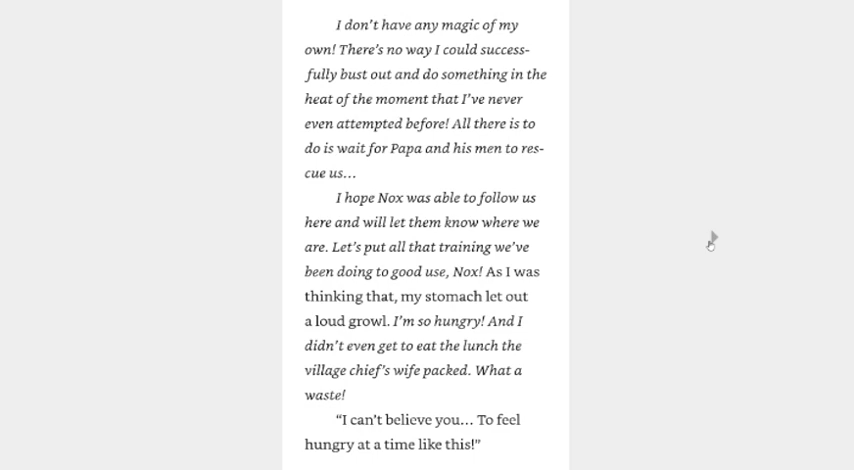 I don't have any magic of my
own! There's no way I could success-
fully bust out and do something in the
heat of the moment that I've never
even attempted before! All there is to
do is wait for Papa and his men to res-
cue us...
I hope Nox was able to follow us
here and will let them know where we
are. Let's put all that training we've
been doing to good use, Nox! As I was
thinking that, my stomach let out
a loud growl. I'm so hungry! And I
didn't even get to eat the lunch the
village chief's wife packed. What a
waste!
“I can't believe you... To feel
hungry at a time like this!”